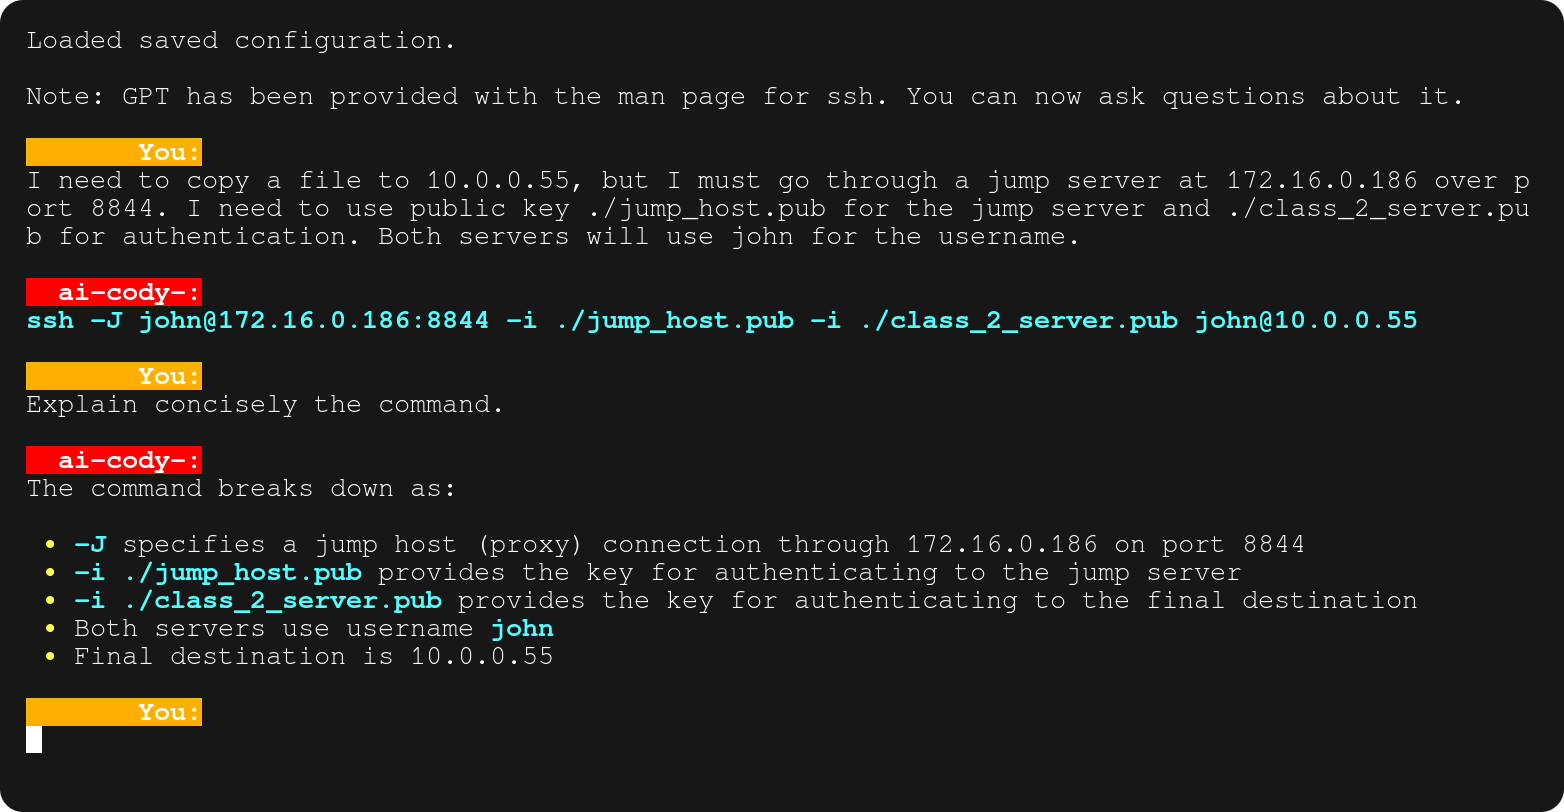 Loaded saved configuration.
Note: GPT has been provided with the man page for ssh. You can now ask questions about it.
You:
I need to copy a file to 10.0.0.55, but I must go through a jump server at 172.16.0.186 over p
ort 8844. I need to use public key ./jump_host.pub for the jump server and ./class_2_server.pu
b for authentication. Both servers will use john for the username.
ai-cody-:
ssh -J john@172.16.0.186:8844 -i ./jump_host.pub -i ./class_2_server.pub john@10.0.0.55
You:
Explain concisely the command.
ai-cody-:
The command breaks down as:
• -J specifies a jump host (proxy) connection through 172.16.0.186 on port 8844
• -i ./jump_host.pub provides the key for authenticating to the jump server
• -i ./class_2_server.pub provides the key for authenticating to the final destination
• Both servers use username john
• Final destination is 10.0.0.55
You: